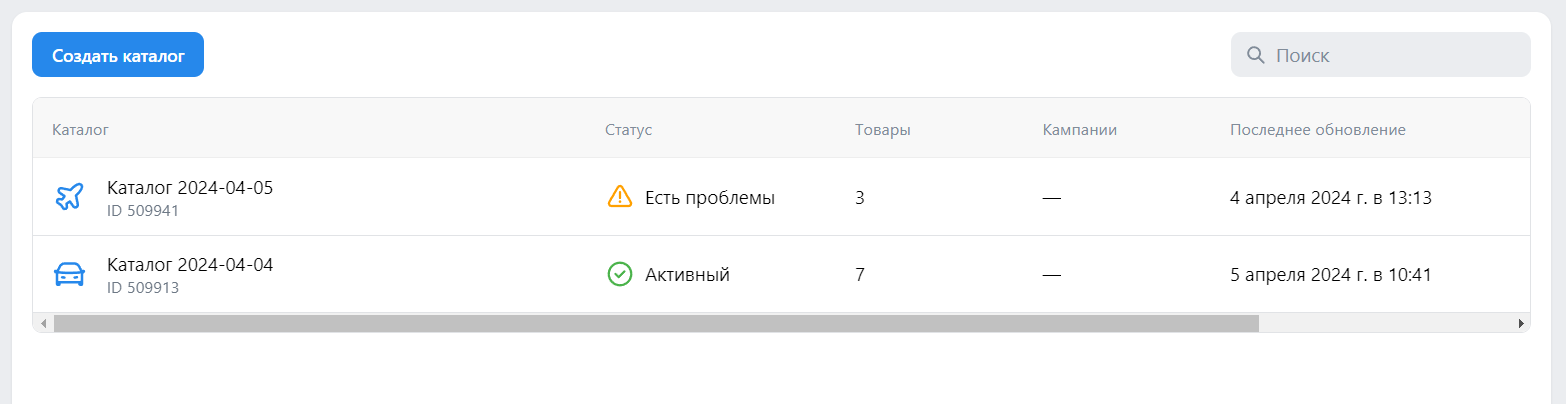 Создать каталог
Поиск
Каталог Статус Товары Кампании Последнее обновление
Каталог 2024-04-05
ID 509941
Есть проблемы 3 — 4 апреля 2024 г. в 13:13
Каталог 2024-04-04
ID 509913
Активный 7 — 5 апреля 2024 г. в 10:41